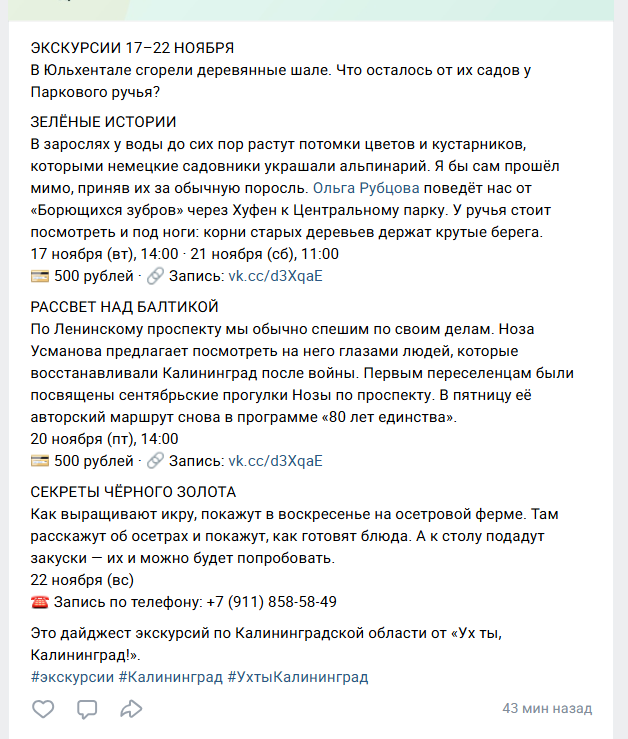 ЭКСКУРСИИ 17–22 НОЯБРЯ
В Юльхентале сгорели деревянные шале. Что осталось от их садов у
Паркового ручья?
ЗЕЛЁНЫЕ ИСТОРИИ
В зарослях у воды до сих пор растут потомки цветов и кустарников,
которыми немецкие садовники украшали альпинарий. Я бы сам прошёл
мимо, приняв их за обычную поросль. Ольга Рубцова поведёт нас от
«Борющихся зубров» через Хуфен к Центральному парку. У ручья стоит
посмотреть и под ноги: корни старых деревьев держат крутые берега.
17 ноября (вт), 14:00 · 21 ноября (сб), 11:00
💳 500 рублей · 🔗 Запись: vk.cc/d3XqaE
РАССВЕТ НАД БАЛТИКОЙ
По Ленинскому проспекту мы обычно спешим по своим делам. Ноза
Усманова предлагает посмотреть на него глазами людей, которые
восстанавливали Калининград после войны. Первым переселенцам были
посвящены сентябрьские прогулки Нозы по проспекту. В пятницу её
авторский маршрут снова в программе «80 лет единства».
20 ноября (пт), 14:00
💳 500 рублей · 🔗 Запись: vk.cc/d3XqaE
СЕКРЕТЫ ЧЁРНОГО ЗОЛОТА
Как выращивают икру, покажут в воскресенье на осетровой ферме. Там
расскажут об осетрах и покажут, как готовят блюда. А к столу подадут
закуски — их и можно будет попробовать.
22 ноября (вс)
☎️ Запись по телефону: +7 (911) 858-58-49
Это дайджест экскурсий по Калининградской области от «Ух ты,
Калининград!».
#экскурсии #Калининград #УхтыКалининград
43 мин назад